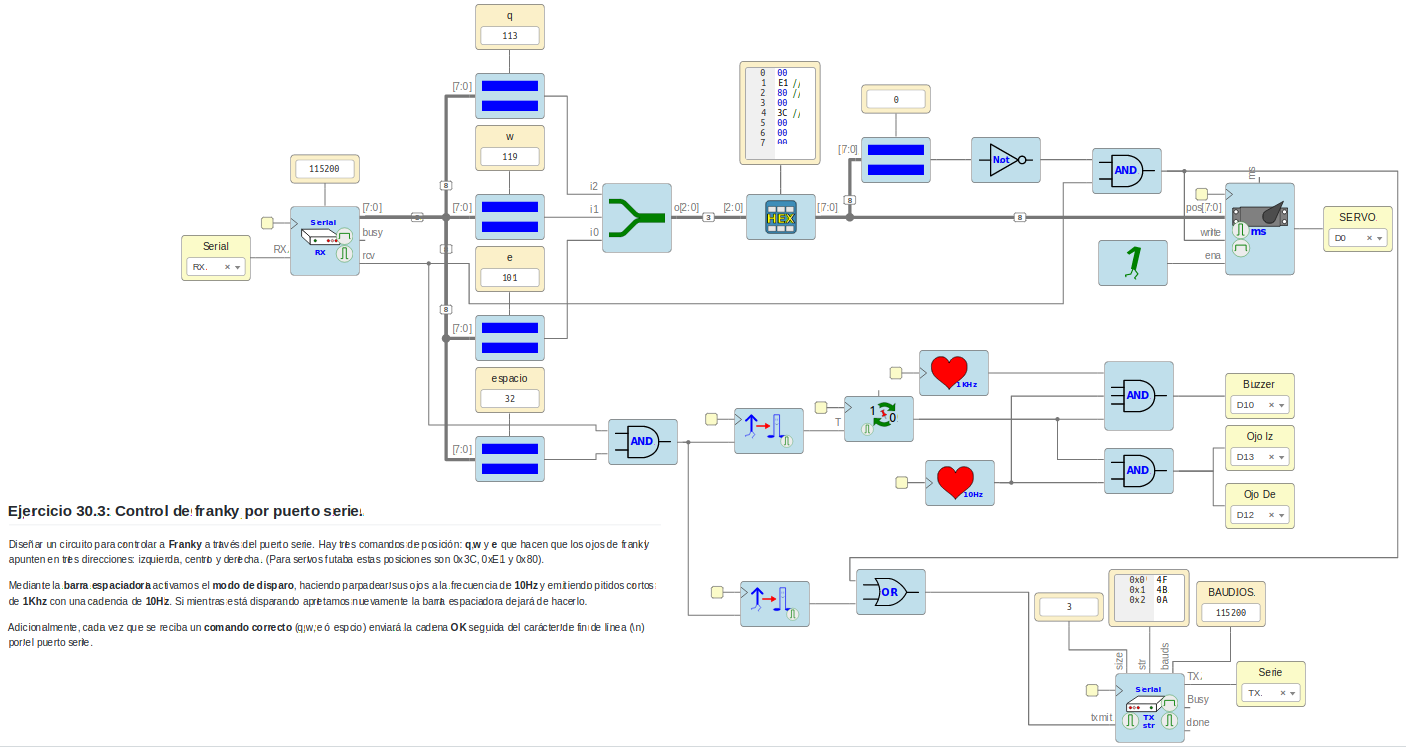 q
113
[7:0]
w
119
[7:0]
e
101
[7:0]
espacio
32
[7:0]
115200
Serial
RX
[7:0]
busy
rcv
Serial
RX.
RX.
8
8
8
i2
i1
i0
o[2:0]
3
[2:0]
0 00
1 E1 //
2 80 //
3 00
4 3C //
5 00
6 00
7 00
HEX
[7:0]
8
8
0
[7:0]
Not
AND
ms
pos[7:0]
write
ena
ms
1
SERVO.
D0
AND
T
1 0
1KHz
10Hz
AND
AND
Buzzer
D10
Ojo Iz
D13
Ojo De
D12
Ejercicio 30.3: Control de franky por puerto serie.
Diseñar un circuito para controlar a Franky a través del puerto serie. Hay tres comandos de posición: q,w y e que hacen que los ojos de frankly
apunten en tres direcciones: izquierda, centro y derecha. (Para servos futaba estas posiciones son 0x3C, 0xE1 y 0x80).
Mediante la barra espaciadora activamos el modo de disparo, haciendo parpadear sus ojos a la frecuencia de 10Hz y emitiendo pitidos cortos
de 1Khz con una cadencia de 10Hz. Si mientras está disparando apretamos nuevamente la barra espaciadora dejará de hacerlo.
Adicionalmente, cada vez que se reciba un comando correcto (q,w,e ó espcio) enviará la cadena OK seguida del carácter de fin de línea (\n)
por el puerto serie.
OR
3
0x0 4F
0x1 4B
0x2 0A
BAUDIOS.
115200
size
str
bauds
Serial
TX
str
txmit
TX.
Busy
done
Serie
TX.